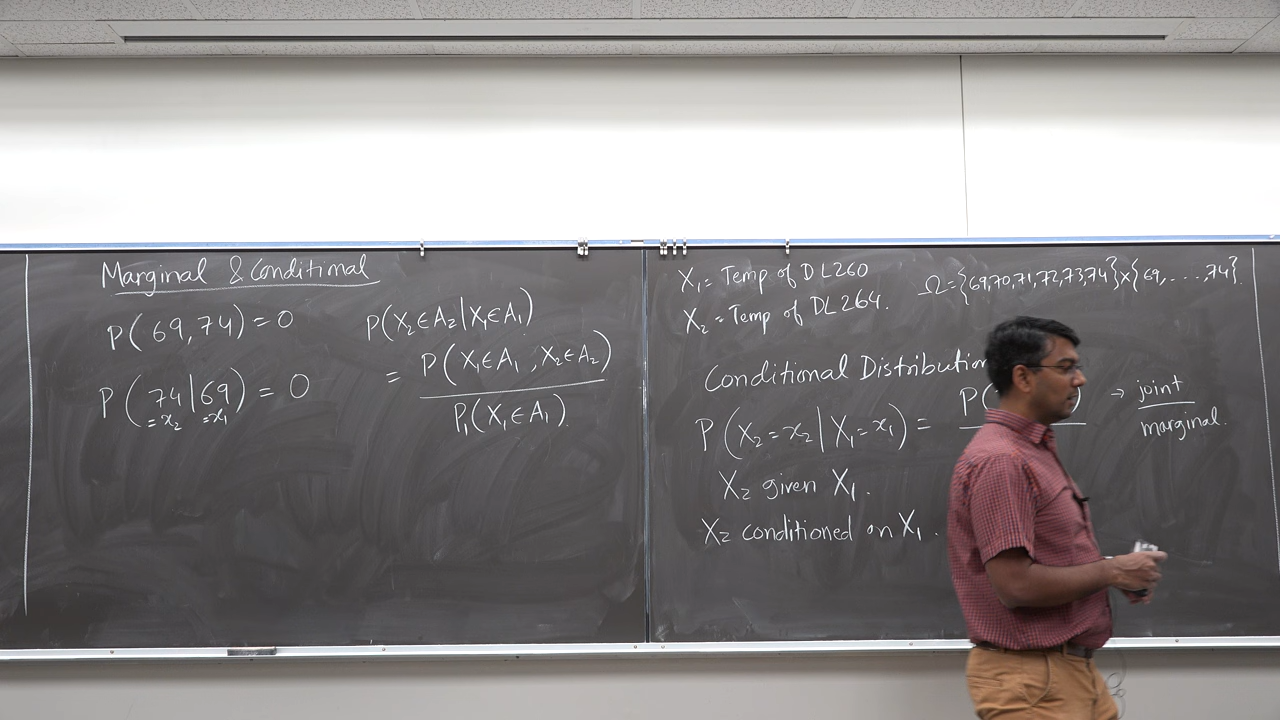 Marginal & Conditional
P(69,74)=0
P(74|69)=0
=x₂ =x₁
P(X₂∈A₂|X₁∈A₁)
= P(X₁∈A₁, X₂∈A₂)
P₁(X₁∈A₁).
X₁=Temp of DL260
X₂=Temp of DL264.
Ω={69,70,71,72,73,74}x{69,....,74}.
Conditional Distribution
P(X₂=x₂|X₁=x₁)= P( )
→ joint
marginal.
X₂ given X₁.
X₂ conditioned on X₁.